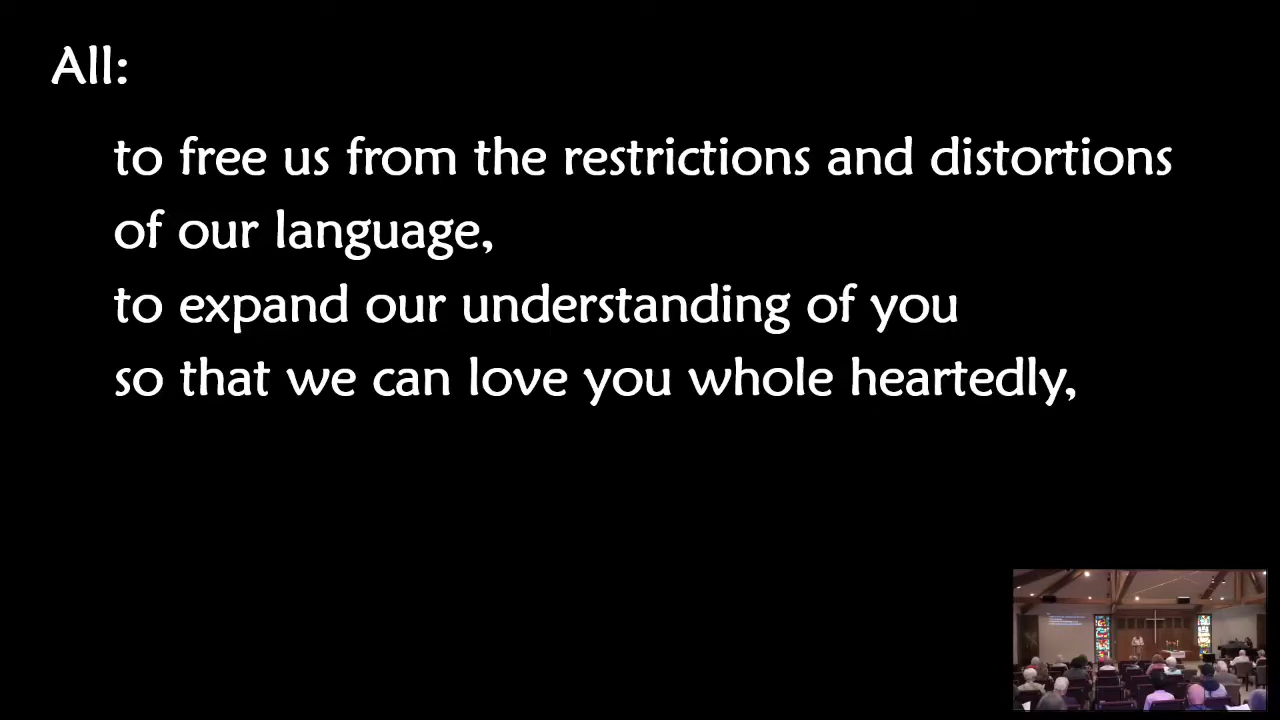 All:
to free us from the restrictions and distortions
of our language,
to expand our understanding of you
so that we can love you whole heartedly,